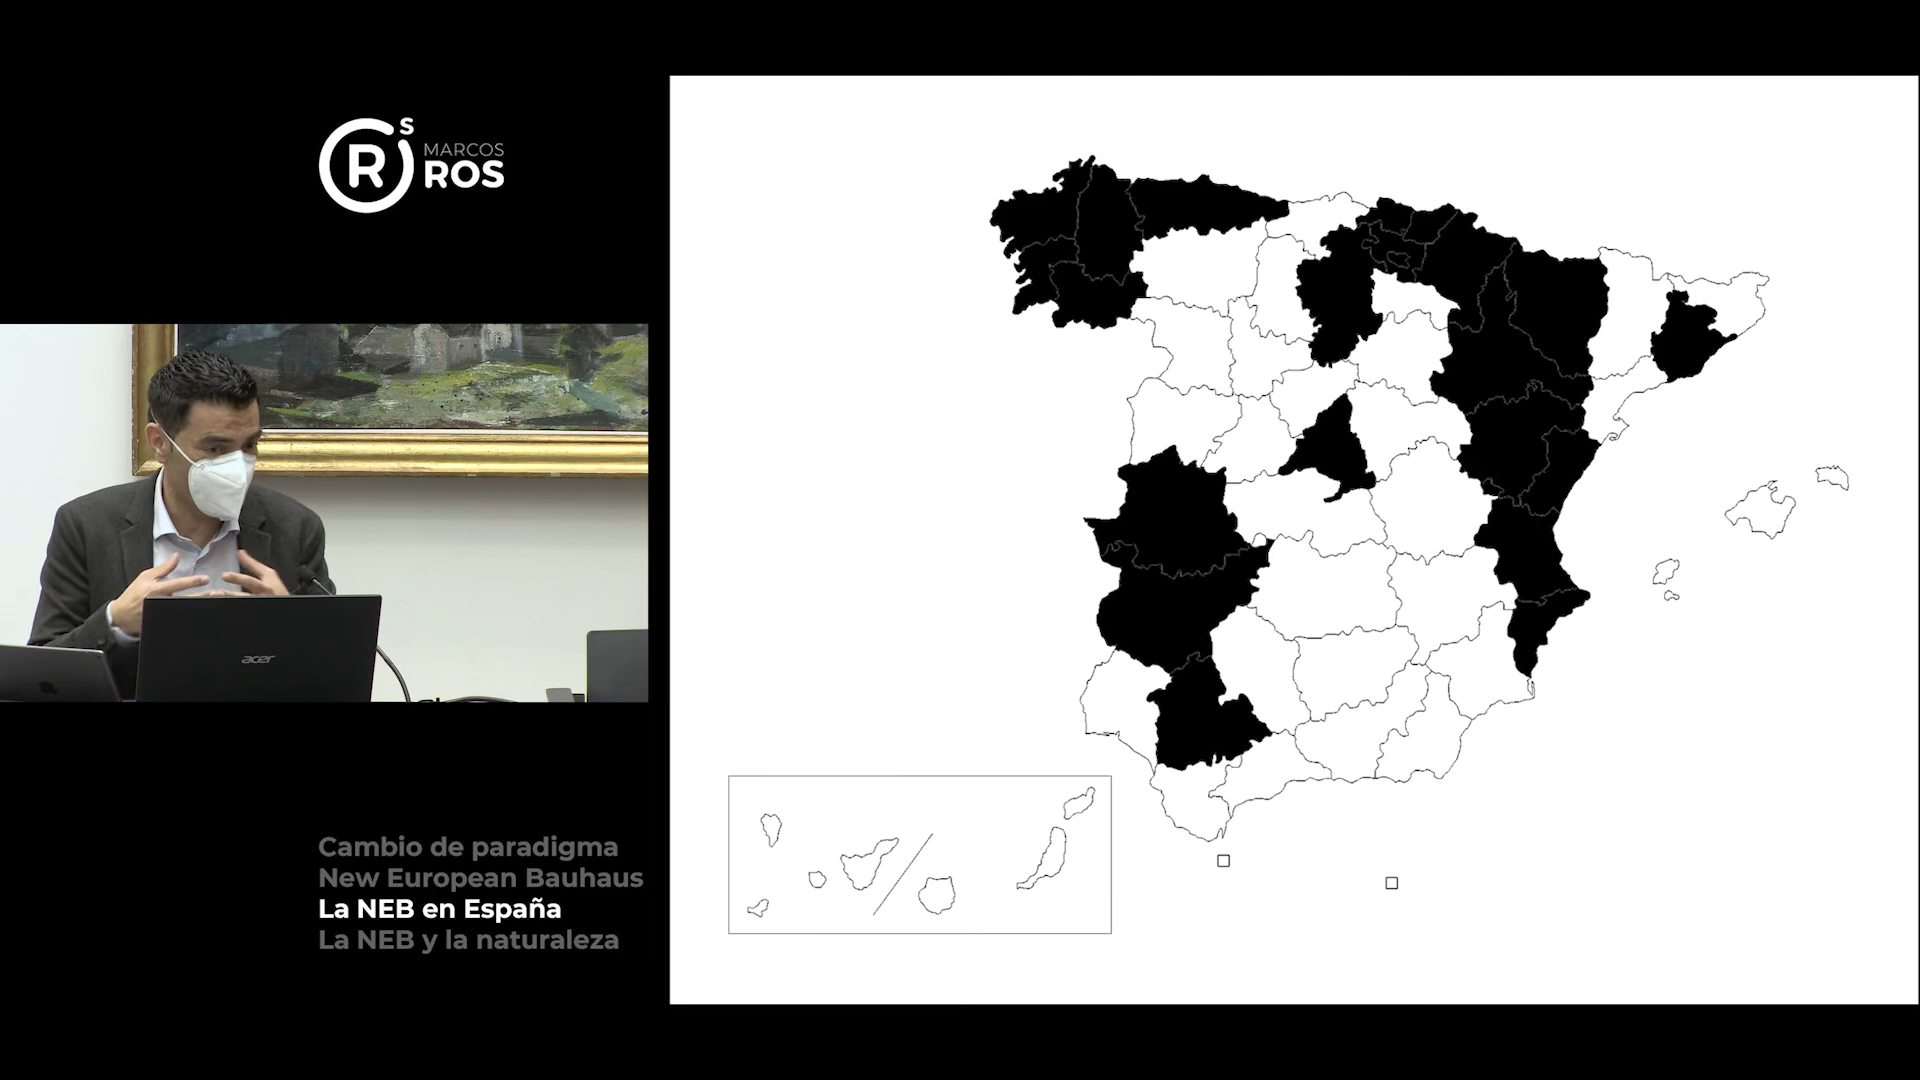 R S
MARCOS
ROS
acer
Cambio de paradigma
New European Bauhaus
La NEB en España
La NEB y la naturaleza